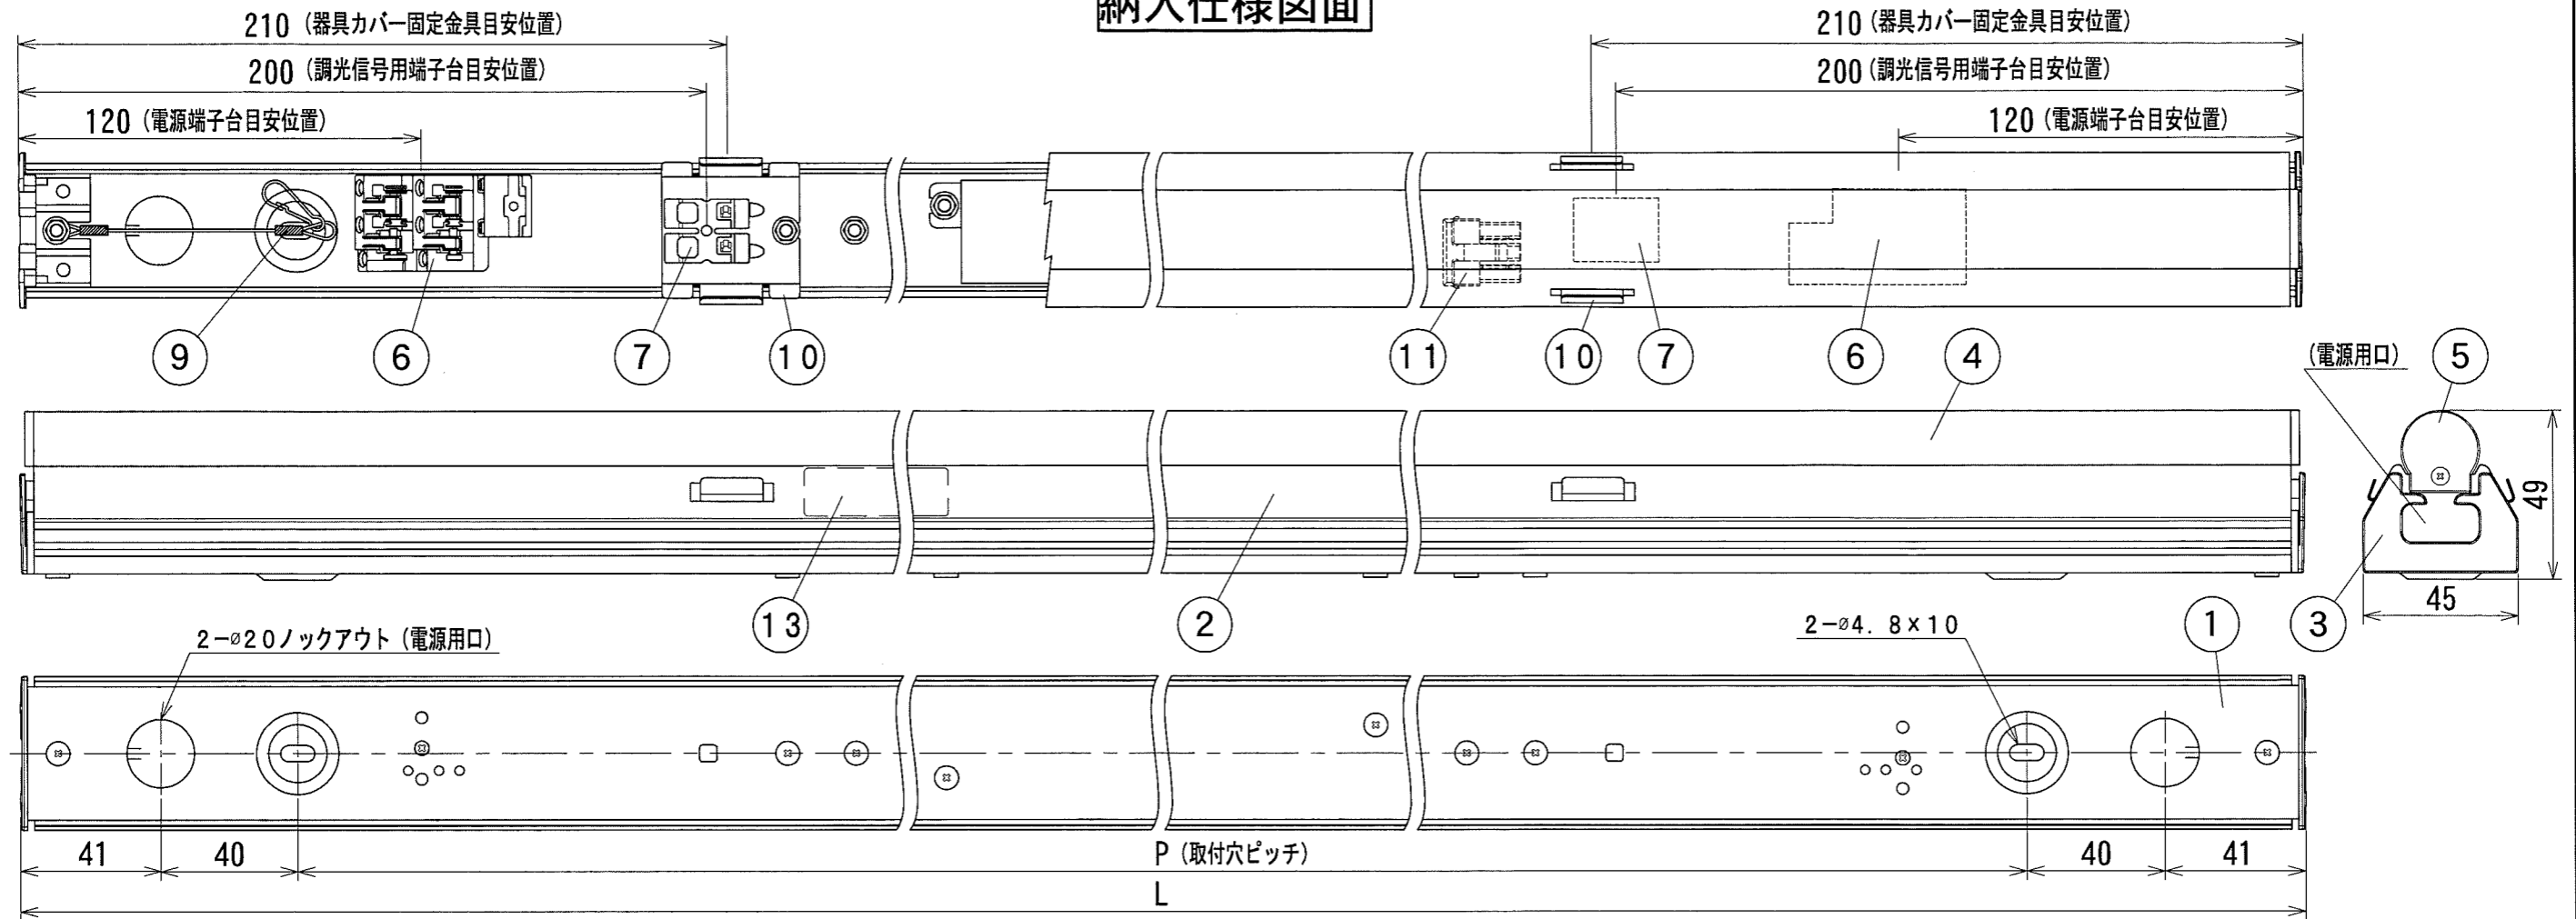 納入仕様図面
210 (器具カバー固定金具目安位置)
210 (器具カバー固定金具目安位置)
200 (調光信号用端子台目安位置)
200 (調光信号用端子台目安位置)
120 (電源端子台目安位置)
120 (電源端子台目安位置)
9
6
7
10
11
10
7
6
4
(電源用口)
5
49
45
13
2
1
3
2-ø20ノックアウト (電源用口)
2-ø4.8×10
41
40
P (取付穴ピッチ)
40
41
L